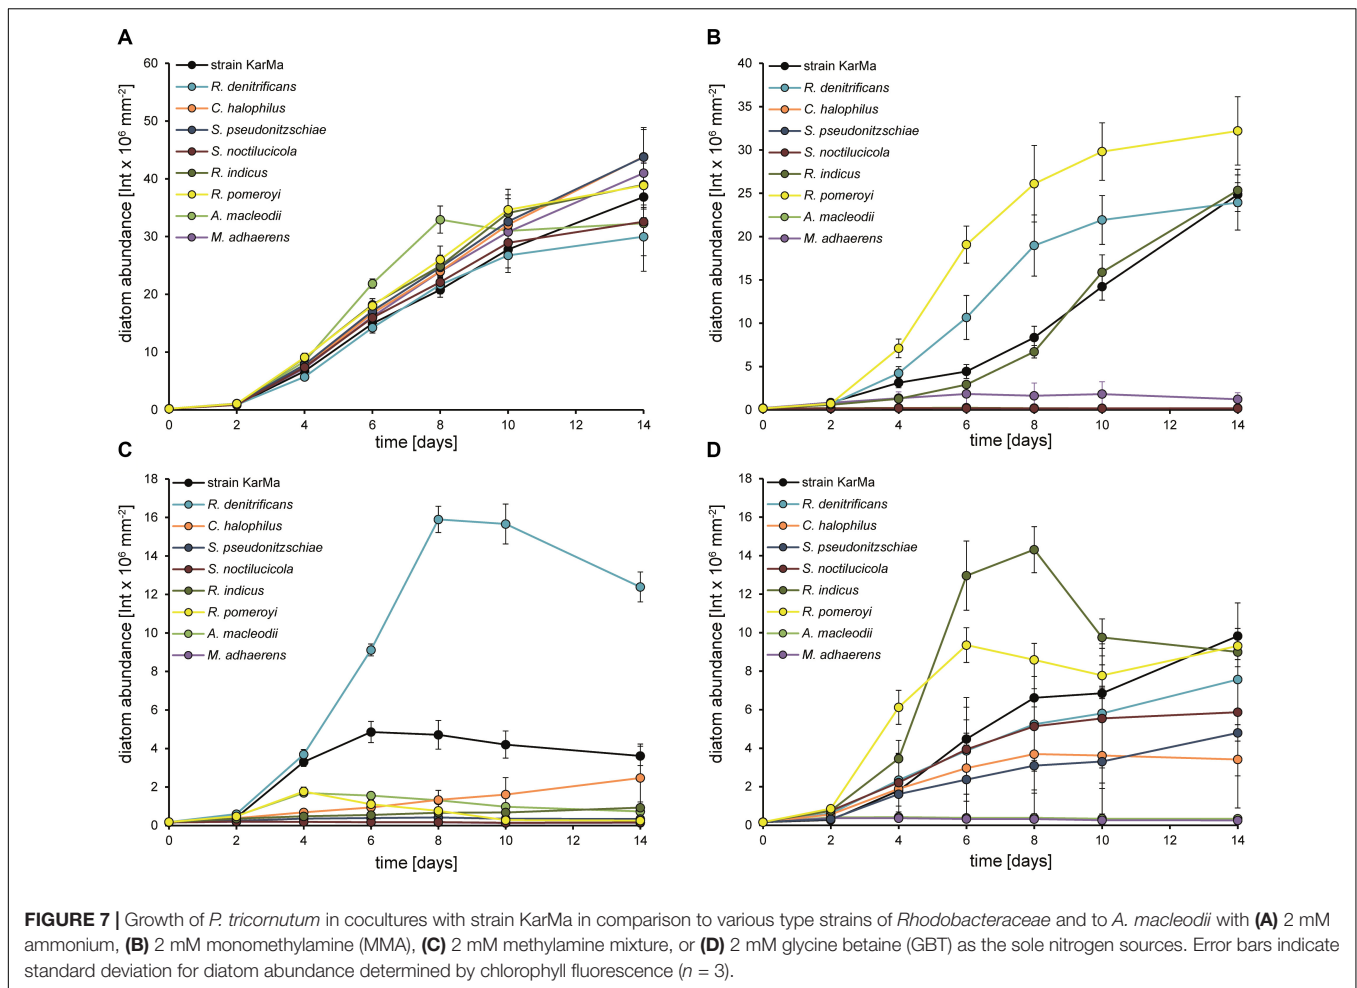 A
diatom abundance [Int x 10⁶ mm⁻²]
60
50
40
30
20
10
0
strain KarMa
R. denitrificans
C. halophilus
S. pseudonitzschiae
S. noctilucicola
R. indicus
R. pomeroyi
A. macleodii
M. adhaerens
0 2 4 6 8 10 12 14
time [days]
B
diatom abundance [Int x 10⁶ mm⁻²]
40
35
30
25
20
15
10
5
0
strain KarMa
R. denitrificans
C. halophilus
S. pseudonitzschiae
S. noctilucicola
R. indicus
R. pomeroyi
A. macleodii
M. adhaerens
0 2 4 6 8 10 12 14
time [days]
C
diatom abundance [Int x 10⁶ mm⁻²]
18
16
14
12
10
8
6
4
2
0
strain KarMa
R. denitrificans
C. halophilus
S. pseudonitzschiae
S. noctilucicola
R. indicus
R. pomeroyi
A. macleodii
M. adhaerens
0 2 4 6 8 10 12 14
time [days]
D
diatom abundance [Int x 10⁶ mm⁻²]
18
16
14
12
10
8
6
4
2
0
strain KarMa
R. denitrificans
C. halophilus
S. pseudonitzschiae
S. noctilucicola
R. indicus
R. pomeroyi
A. macleodii
M. adhaerens
0 2 4 6 8 10 12 14
time [days]
FIGURE 7 | Growth of P. tricornutum in cocultures with strain KarMa in comparison to various type strains of Rhodobacteraceae and to A. macleodii with (A) 2 mM
ammonium, (B) 2 mM monomethylamine (MMA), (C) 2 mM methylamine mixture, or (D) 2 mM glycine betaine (GBT) as the sole nitrogen sources. Error bars indicate
standard deviation for diatom abundance determined by chlorophyll fluorescence (n = 3).